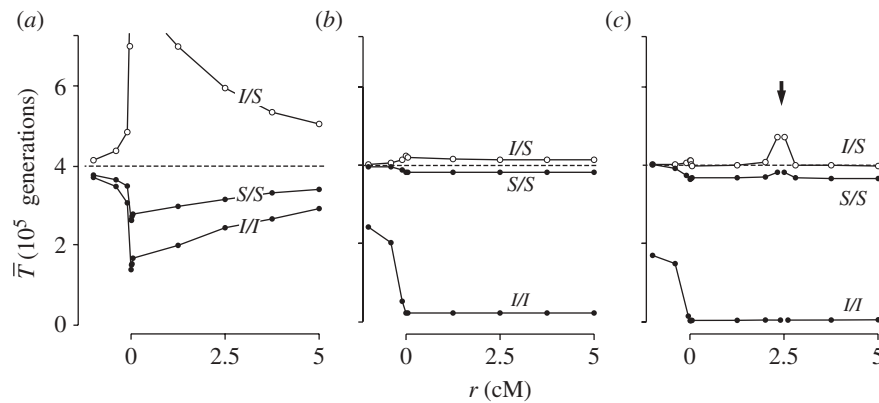 (a) (b) (c)
T̅ (10⁵ generations)
6
4
2
0
I/S
S/S
I/I
0 2.5 5
I/S
S/S
I/I
0 2.5 5
I/S
S/S
I/I
0 2.5 5
r (cM)